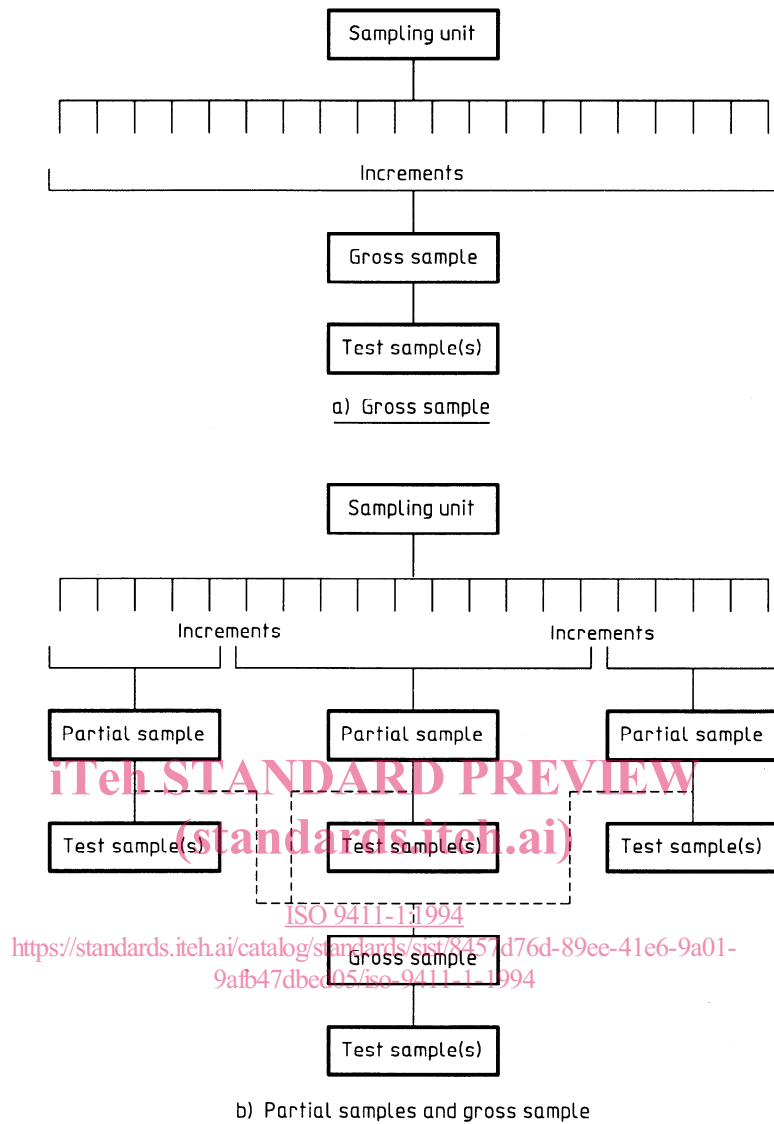 Sampling unit
Increments
Gross sample
Test sample(s)
a) Gross sample
Sampling unit
Increments Increments
Partial sample Partial sample Partial sample
iTeh STANDARD PREVIEW
(standards.iteh.ai)
Test sample(s) Test sample(s) Test sample(s)
ISO 9411-1:1994
https://standards.iteh.ai/catalog/standards/sist/8457d76d-89ee-41e6-9a01-
9afb47dbed05/iso-9411-1-1994
Gross sample
Test sample(s)
b) Partial samples and gross sample